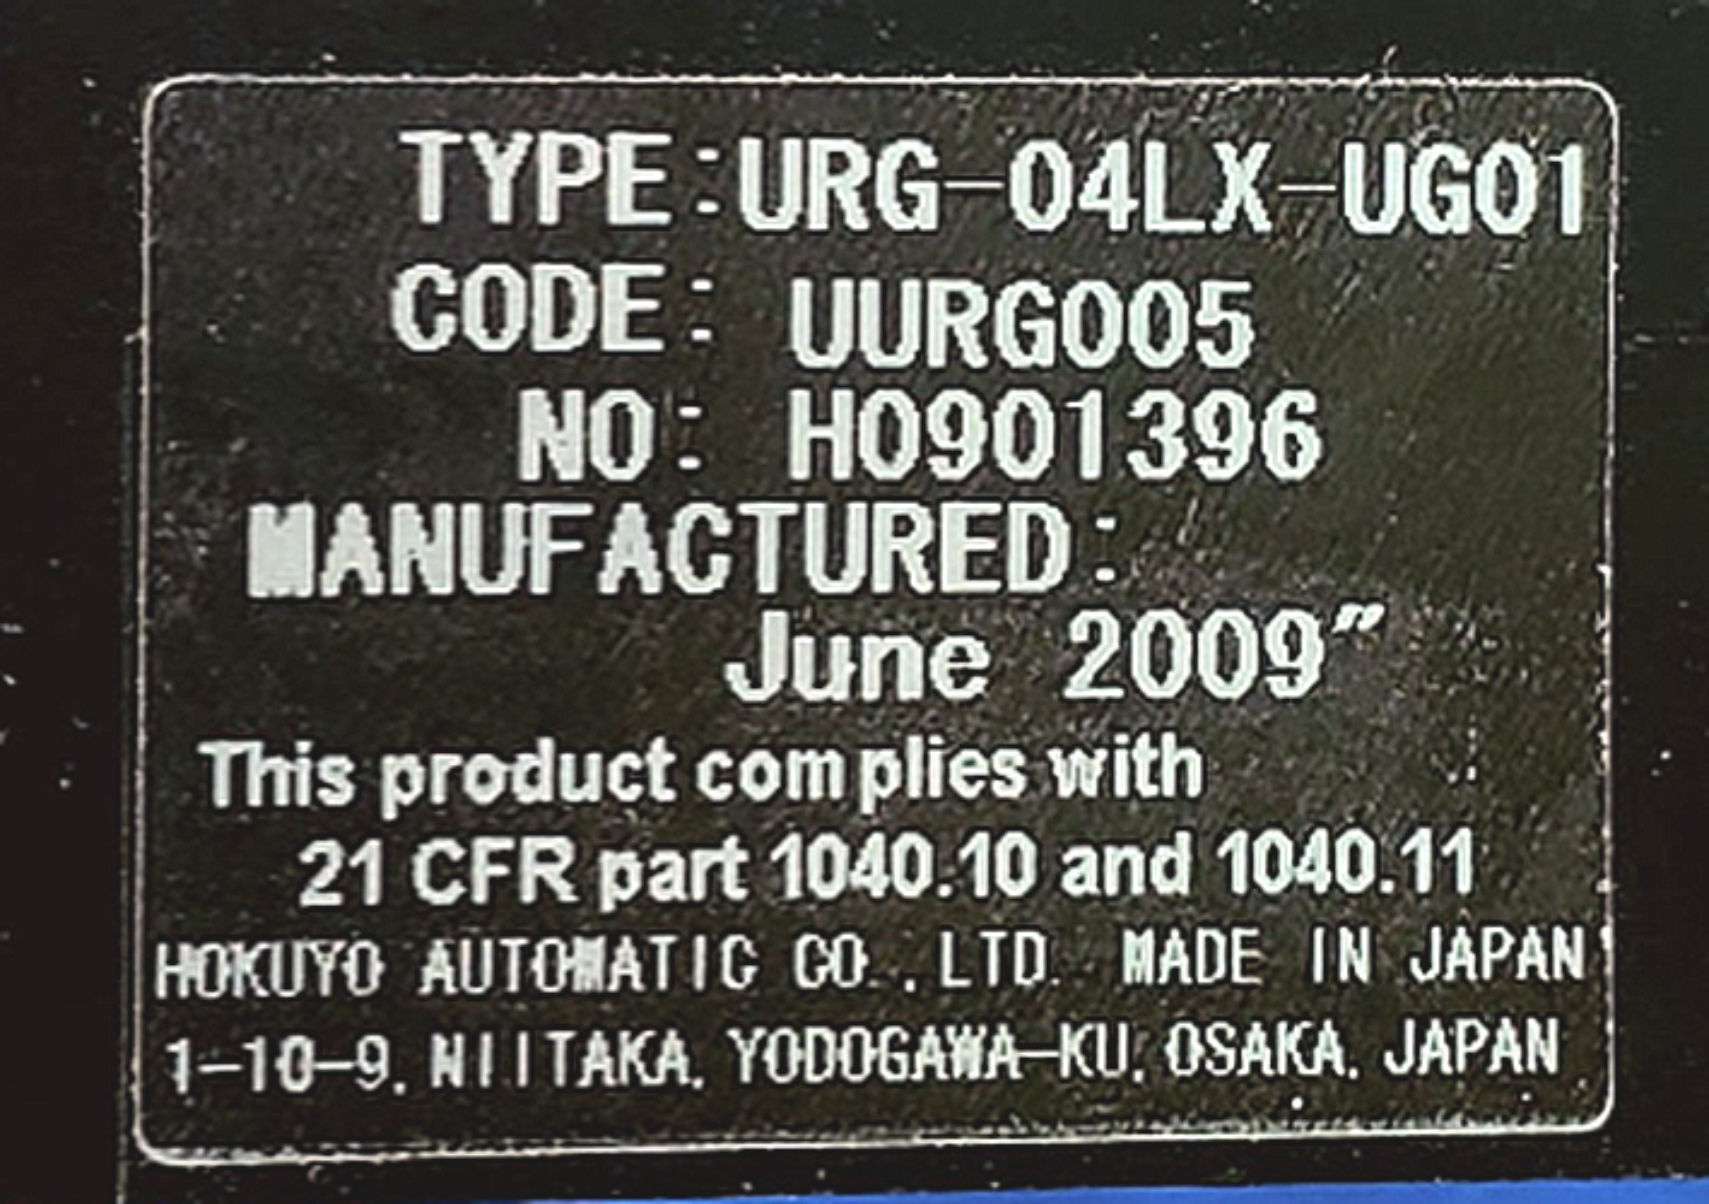 TYPE:URG-04LX-UG01
CODE: UURG005
NO: H0901396
MANUFACTURED:
June 2009"
This product complies with
21 CFR part 1040.10 and 1040.11
HOKUYO AUTOMATIC CO.,LTD. MADE IN JAPAN
1-10-9, NIITAKA, YODOGAWA-KU, OSAKA, JAPAN